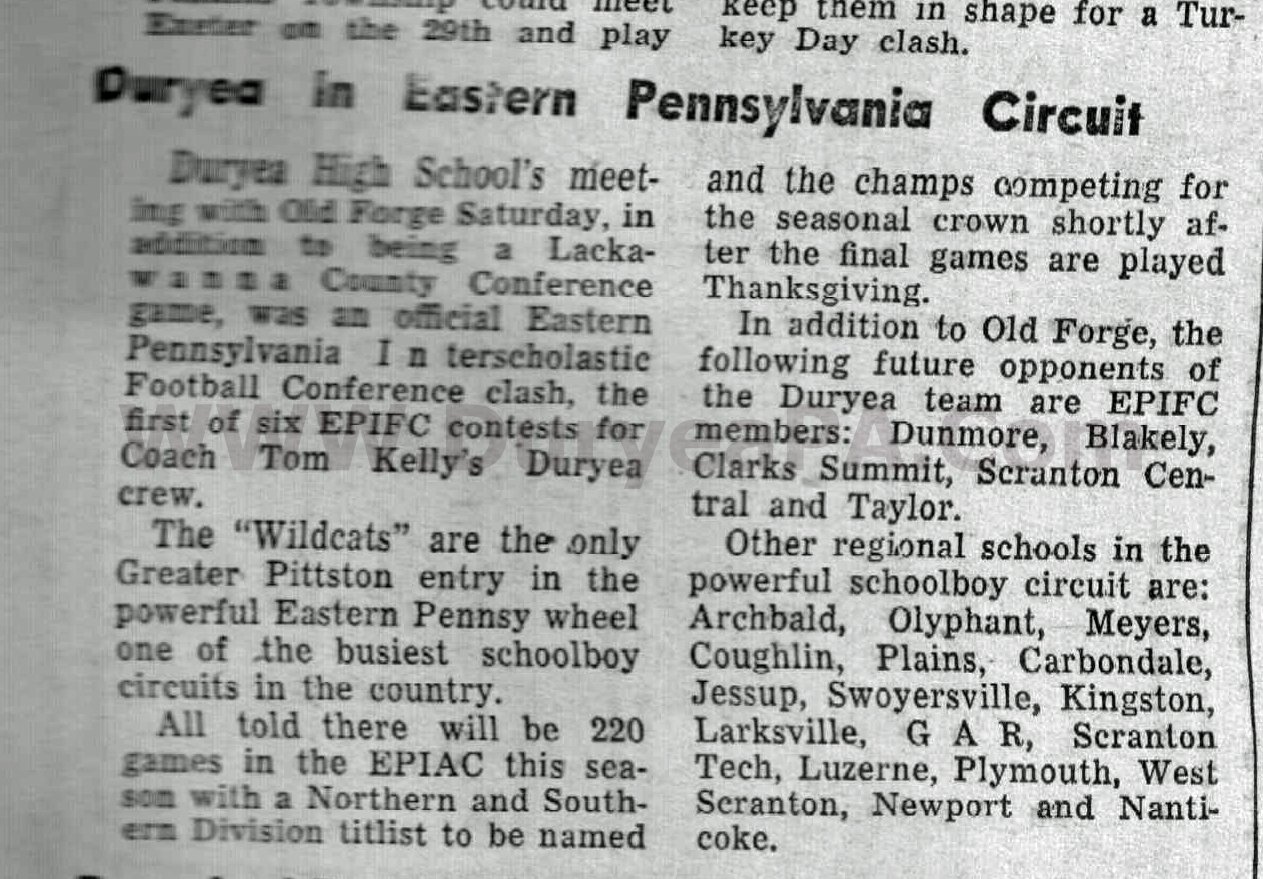 Township could meet
Exeter on the 29th and play
keep them in shape for a Tur-
key Day clash.
Duryea in Eastern Pennsylvania Circuit
Duryea High School's meet-
ing with Old Forge Saturday, in
addition to being a Lacka-
wanna County Conference
game, was an official Eastern
Pennsylvania I n terscholastic
Football Conference clash, the
first of six EPIFC contests for
Coach Tom Kelly's Duryea
crew.
The "Wildcats" are the only
Greater Pittston entry in the
powerful Eastern Pennsy wheel
one of the busiest schoolboy
circuits in the country.
All told there will be 220
games in the EPIAC this sea-
son with a Northern and South-
ern Division titlist to be named
and the champs competing for
the seasonal crown shortly af-
ter the final games are played
Thanksgiving.
In addition to Old Forge, the
following future opponents of
the Duryea team are EPIFC
members: Dunmore, Blakely,
Clarks Summit, Scranton Cen-
tral and Taylor.
Other regional schools in the
powerful schoolboy circuit are:
Archbald, Olyphant, Meyers,
Coughlin, Plains, Carbondale,
Jessup, Swoyersville, Kingston,
Larksville, G A R, Scranton
Tech, Luzerne, Plymouth, West
Scranton, Newport and Nanti-
coke.
www.DuryeaPA.com